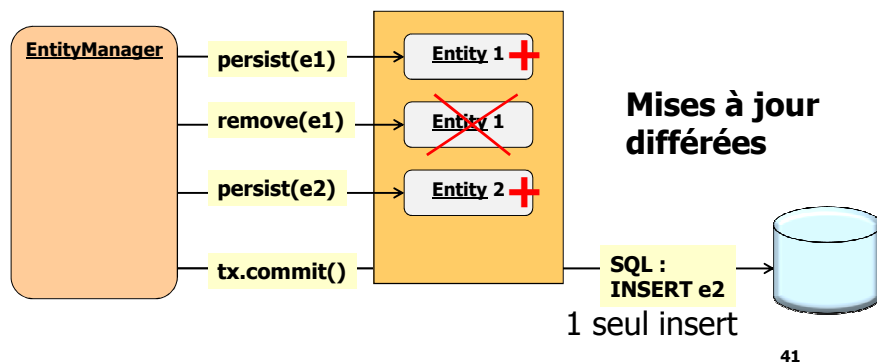 EntityManager
persist(e1)
Entity 1
remove(e1)
Entity 1
persist(e2)
Entity 2
Mises à jour
différées
tx.commit()
SQL :
INSERT e2
1 seul insert
41